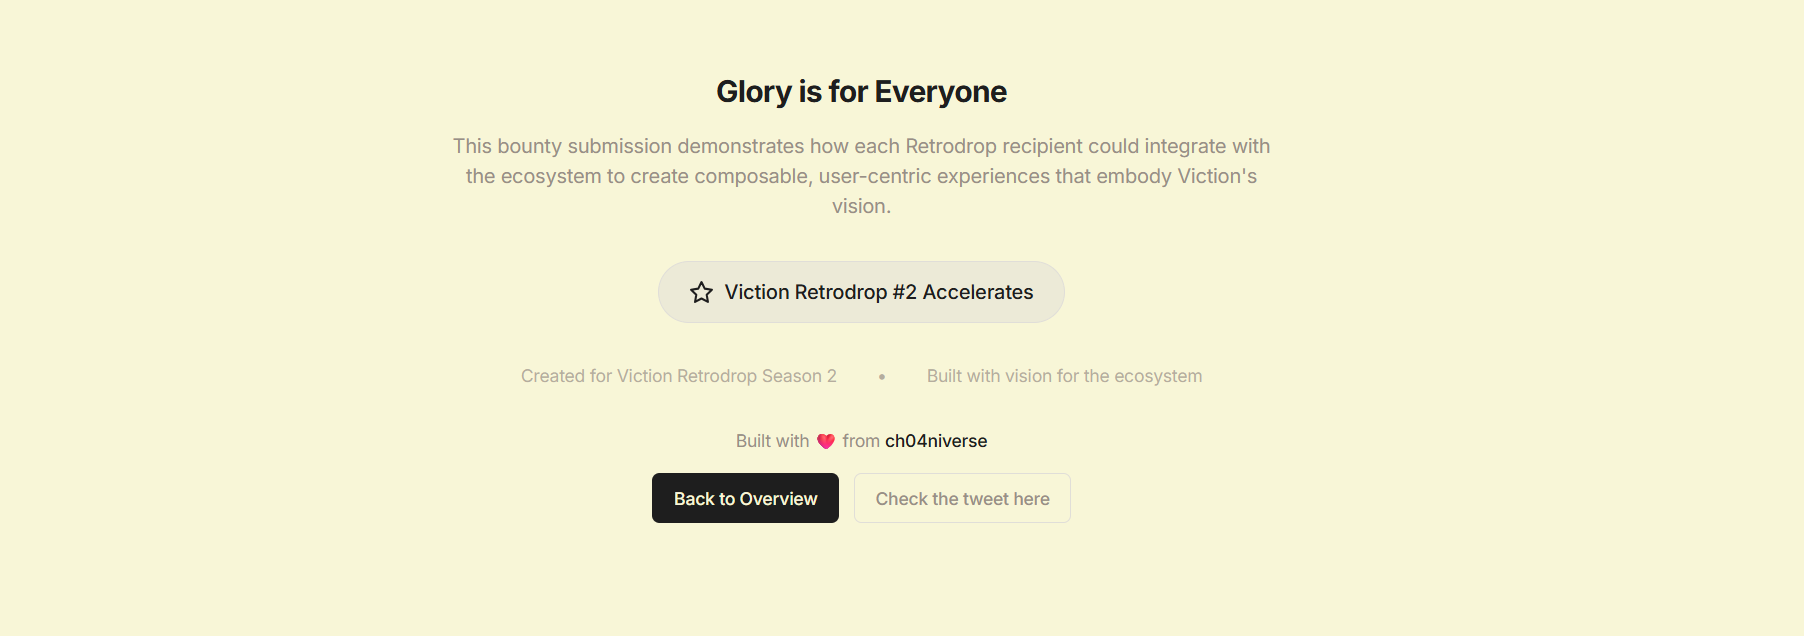 Glory is for Everyone
This bounty submission demonstrates how each Retrodrop recipient could integrate with
the ecosystem to create composable, user-centric experiences that embody Viction's
vision.
Viction Retrodrop #2 Accelerates
Created for Viction Retrodrop Season 2 • Built with vision for the ecosystem
Built with ❤️ from ch04niverse
Back to Overview Check the tweet here